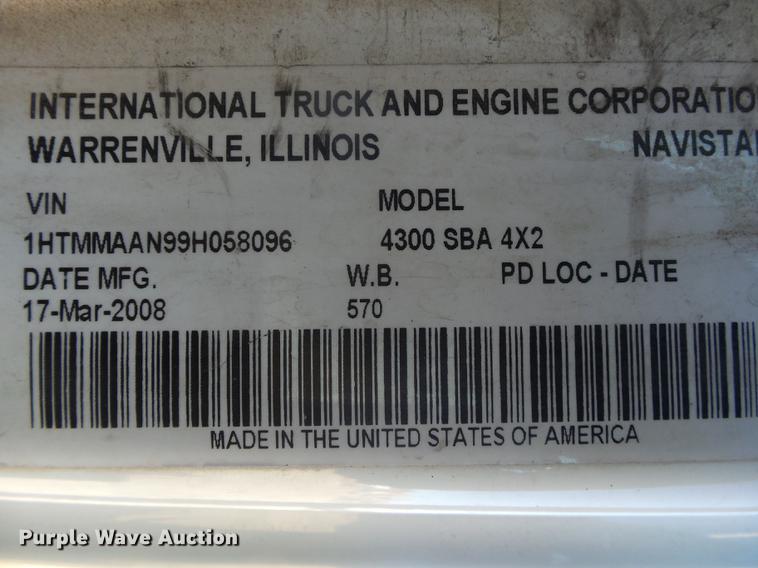 INTERNATIONAL TRUCK AND ENGINE CORPORATIO
WARRENVILLE, ILLINOIS NAVISTA
VIN MODEL
1HTMMAAN99H058096 4300 SBA 4X2
DATE MFG. W.B. PD LOC - DATE
17-Mar-2008 570
MADE IN THE UNITED STATES OF AMERICA
Purple Wave Auction